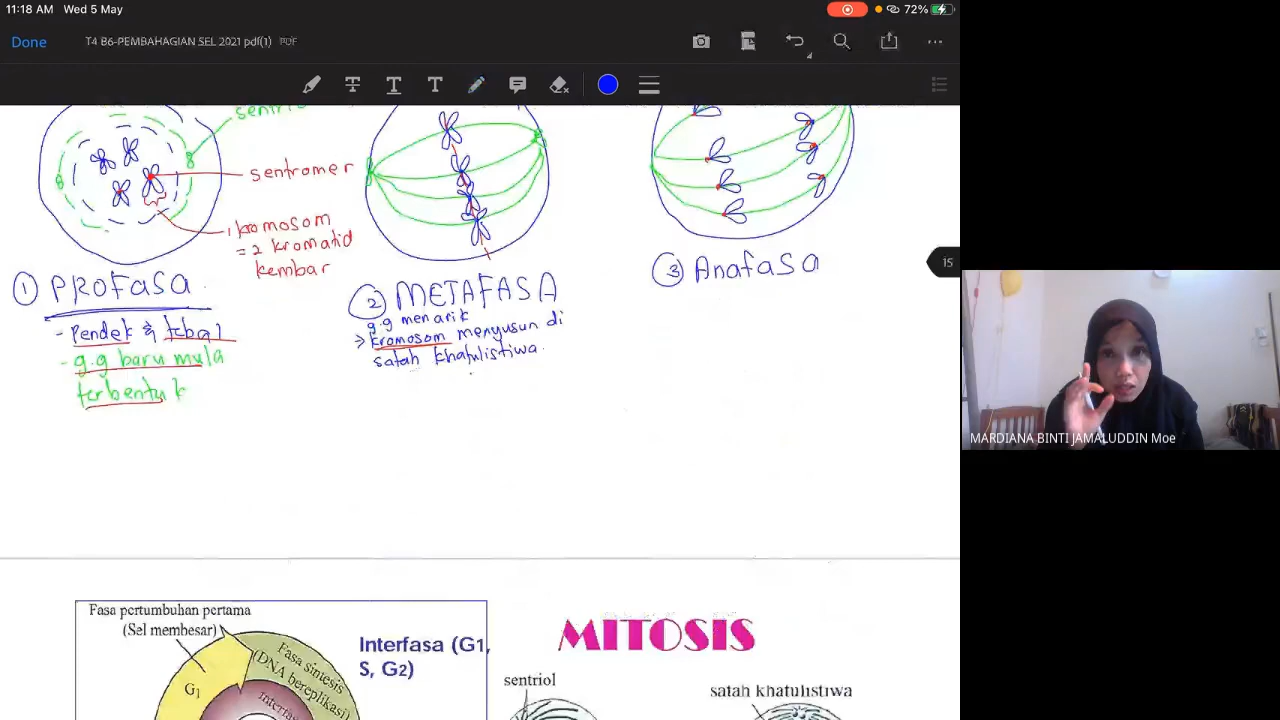 11:18 AM Wed 5 May
72%
Done
T4 B6-PEMBAHAGIAN SEL 2021 pdf(1) PDF
T
T
T
sentromer
1 kromosom
= 2 kromatid
kembar
15
① PROFASA
- Pendek & tebal
- g.g baru mula
terbentuk
② METAFASA
g.g menarik
> kromosom menyusun di
satah khatulistiwa.
③ Anafasa
MARDIANA BINTI JAMALUDDIN Moe
Fasa pertumbuhan pertama
(Sel membesar)
G1
Fasa sintesis
(DNA bereplikasi)
Interfasa (G1,
S, G2)
MITOSIS
sentriol
satah khatulistiwa